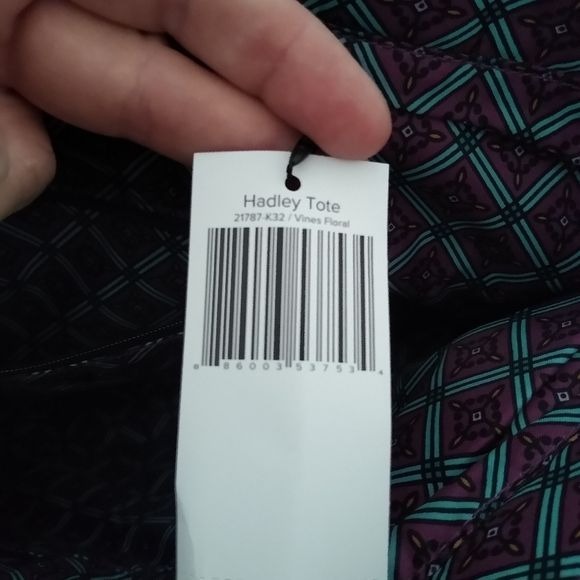 Hadley Tote
21787-K32 / Vines Floral
8 86003 53753 4